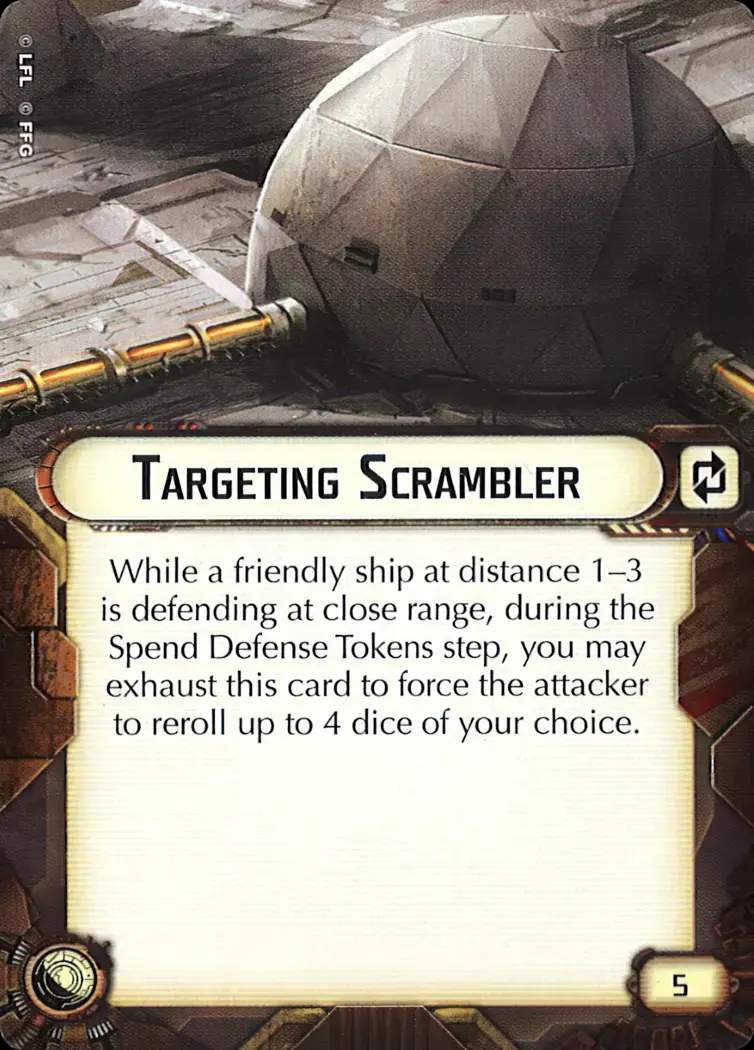 © LFL © FFG
Targeting Scrambler
While a friendly ship at distance 1–3
is defending at close range, during the
Spend Defense Tokens step, you may
exhaust this card to force the attacker
to reroll up to 4 dice of your choice.
5